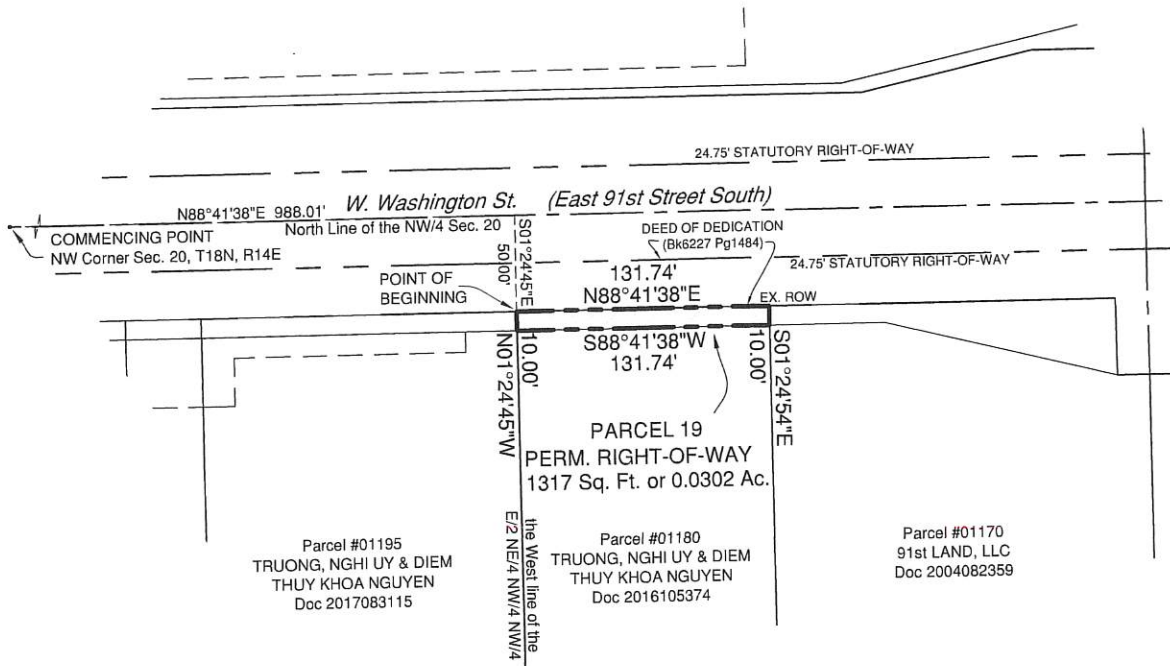 24.75' STATUTORY RIGHT-OF-WAY
W. Washington St. (East 91st Street South)
N88°41'38"E 988.01'
North Line of the NW/4 Sec. 20
COMMENCING POINT
NW Corner Sec. 20, T18N, R14E
S01°24'45"E
50.00'
DEED OF DEDICATION
(Bk6227 Pg1484)
24.75' STATUTORY RIGHT-OF-WAY
POINT OF
BEGINNING
131.74'
N88°41'38"E
EX. ROW
N01°24'45"W
10.00'
S88°41'38"W
131.74'
10.00'
S01°24'54"E
PARCEL 19
PERM. RIGHT-OF-WAY
1317 Sq. Ft. or 0.0302 Ac.
the West line of the
E/2 NE/4 NW/4 NW/4
Parcel #01195
TRUONG, NGHI UY & DIEM
THUY KHOA NGUYEN
Doc 2017083115
Parcel #01180
TRUONG, NGHI UY & DIEM
THUY KHOA NGUYEN
Doc 2016105374
Parcel #01170
91st LAND, LLC
Doc 2004082359